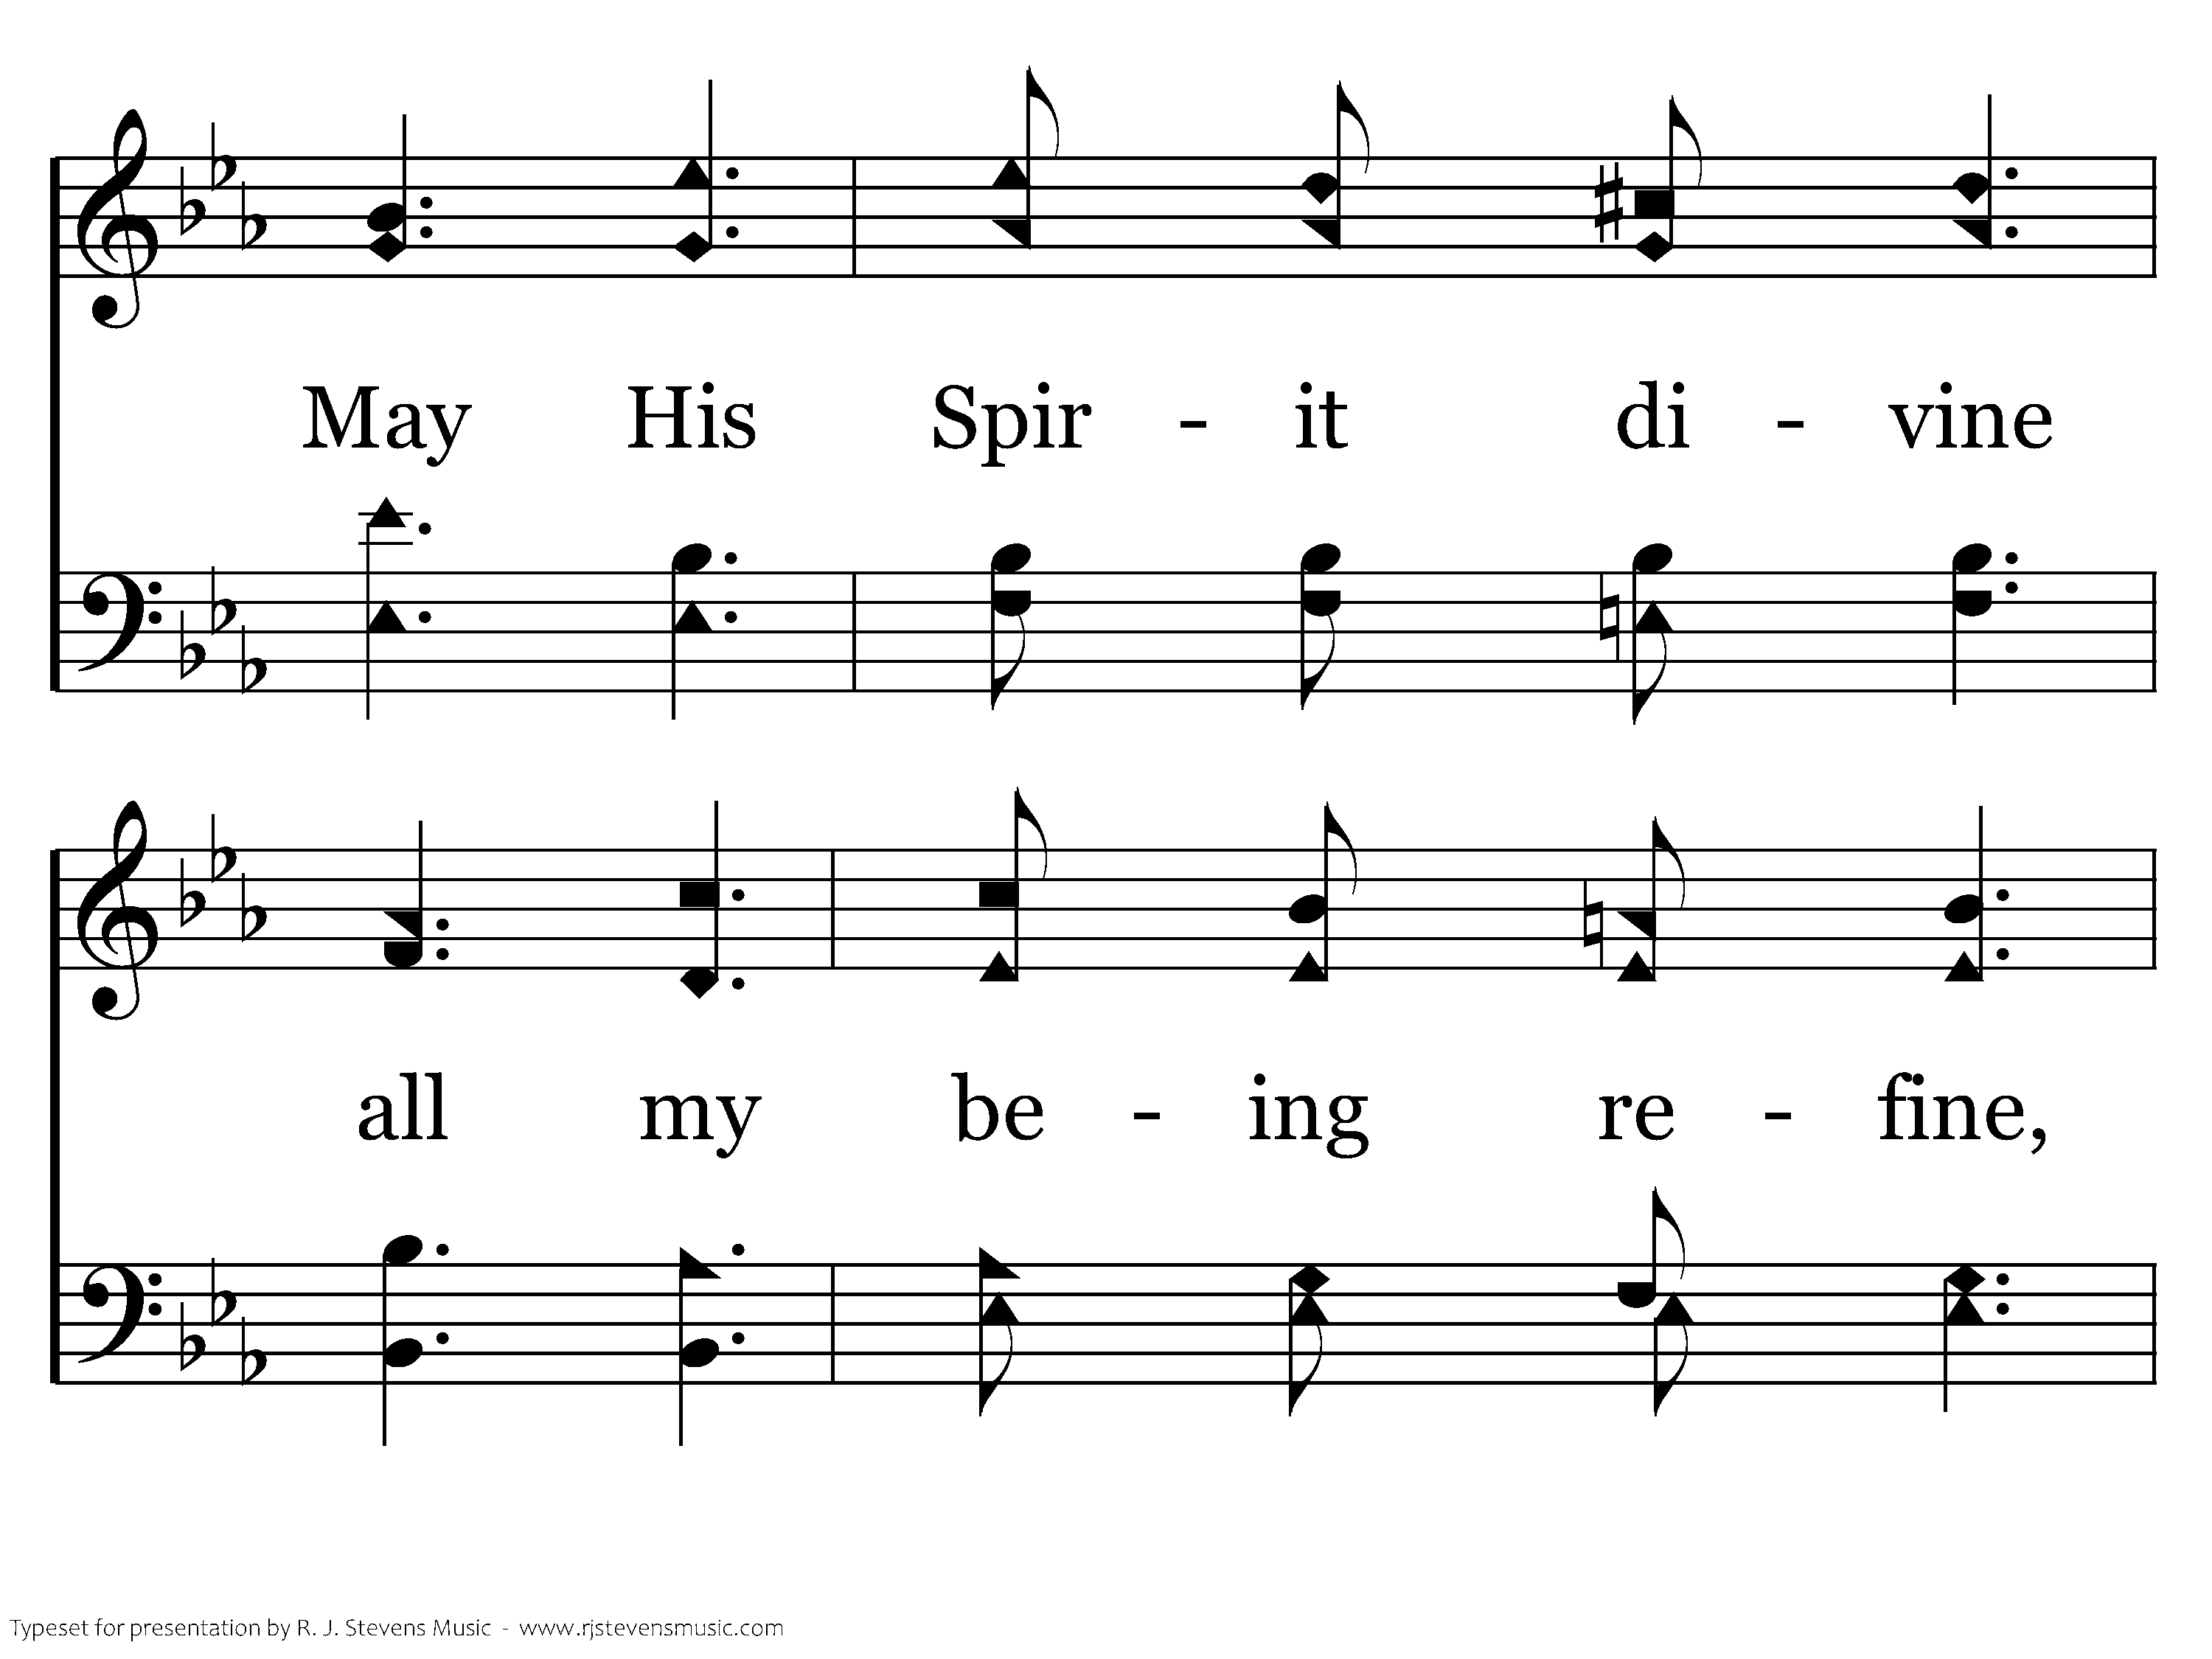 May His Spir - it di - vine
all my be - ing re - fine,
Typeset for presentation by R. J. Stevens Music - www.rjstevensmusic.com